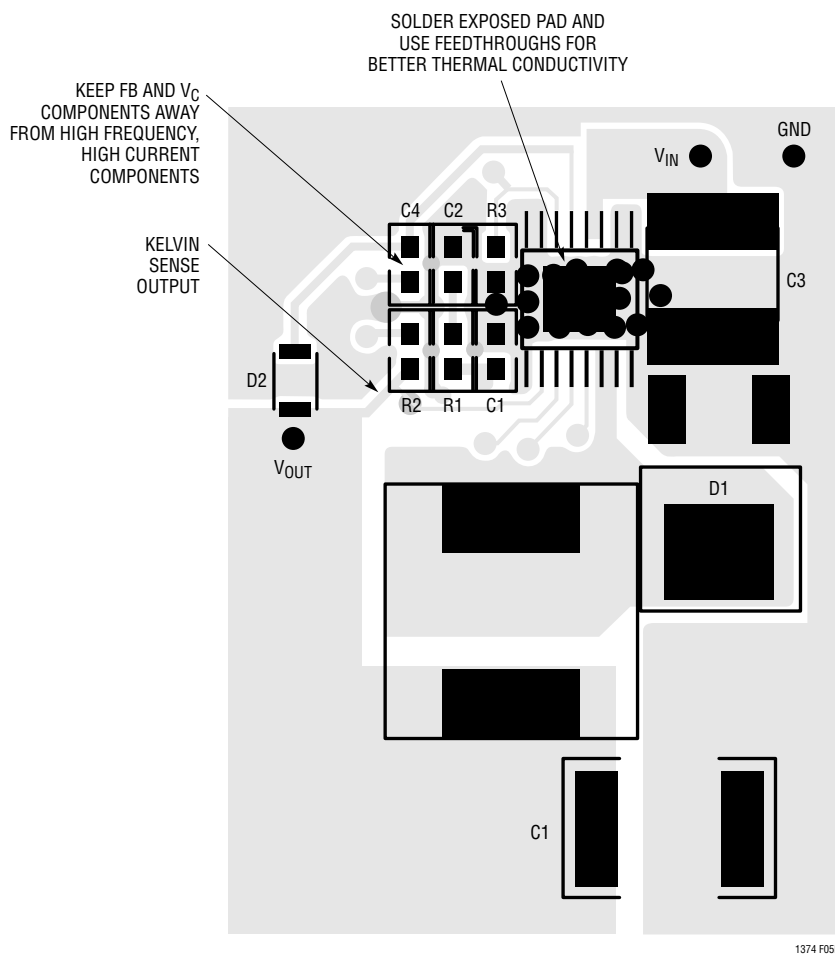 SOLDER EXPOSED PAD AND
USE FEEDTHROUGHS FOR
BETTER THERMAL CONDUCTIVITY
KEEP FB AND VC
COMPONENTS AWAY
FROM HIGH FREQUENCY,
HIGH CURRENT
COMPONENTS
GND
VIN
C4 C2 R3
KELVIN
SENSE
OUTPUT
C3
D2
R2 R1 C1
VOUT
D1
C1
1374 F05